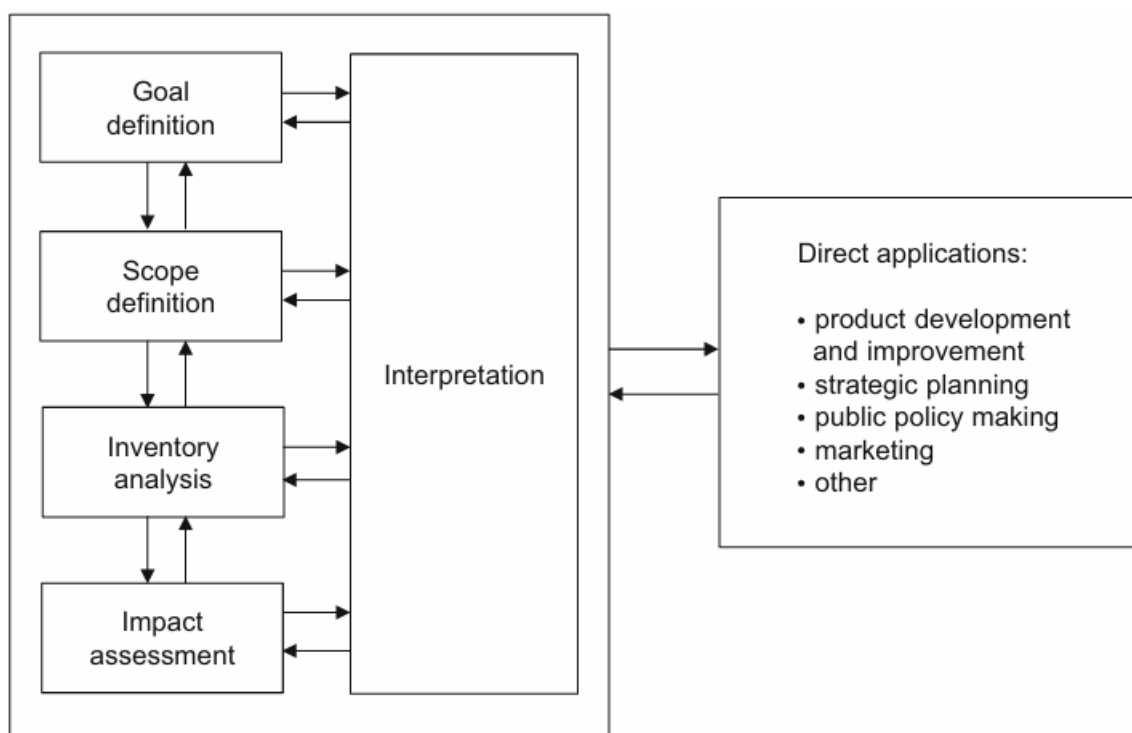 Goal
definition
Scope
definition
Inventory
analysis
Impact
assessment
Interpretation
Direct applications:
• product development
and improvement
• strategic planning
• public policy making
• marketing
• other